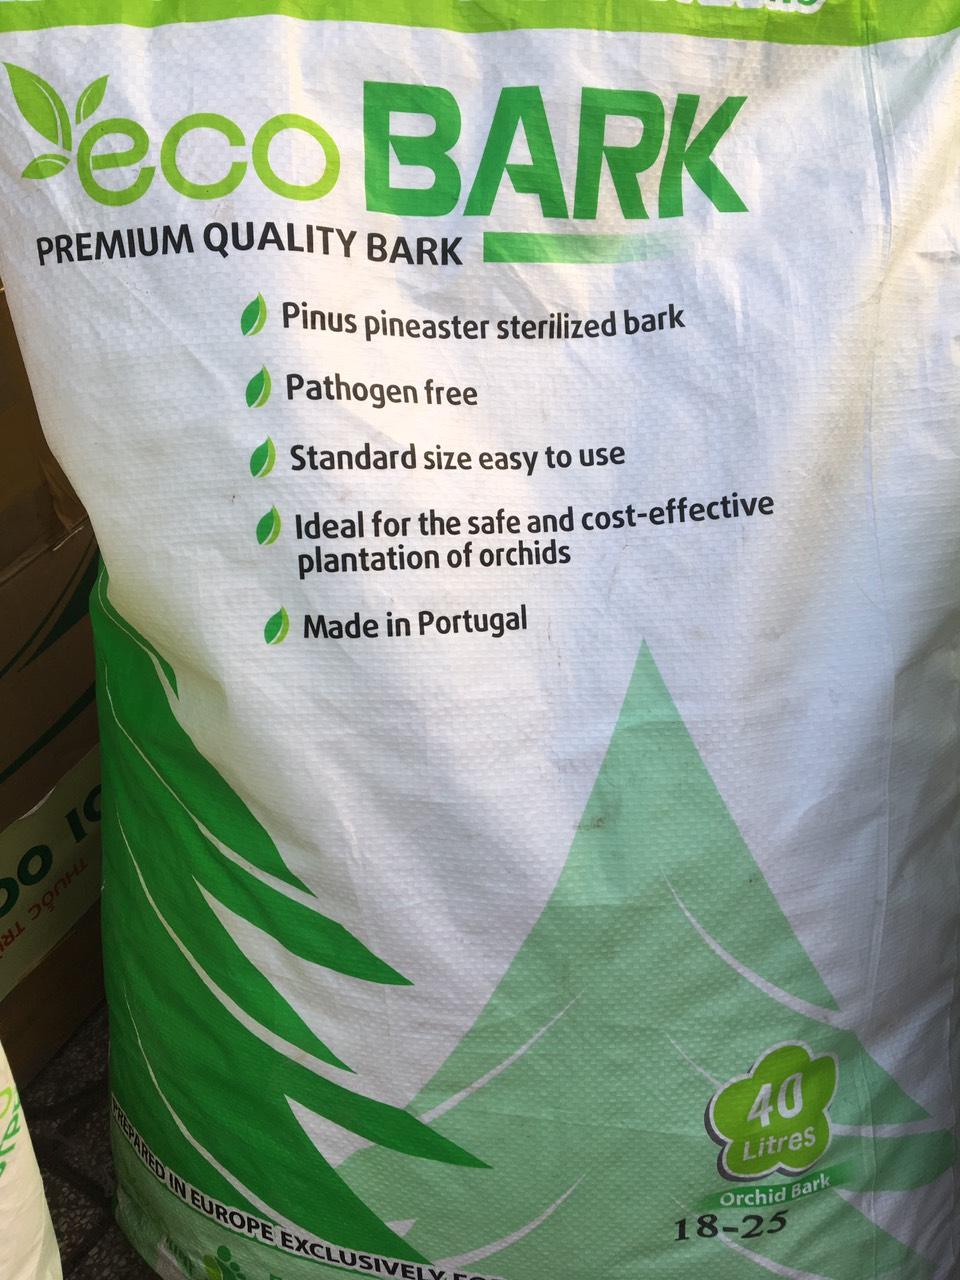 eco BARK
PREMIUM QUALITY BARK
Pinus pineaster sterilized bark
Pathogen free
Standard size easy to use
Ideal for the safe and cost-effective
plantation of orchids
Made in Portugal
40
Litres
Orchid Bark
18-25
PREPARED IN EUROPE EXCLUSIVELY
THUỐC